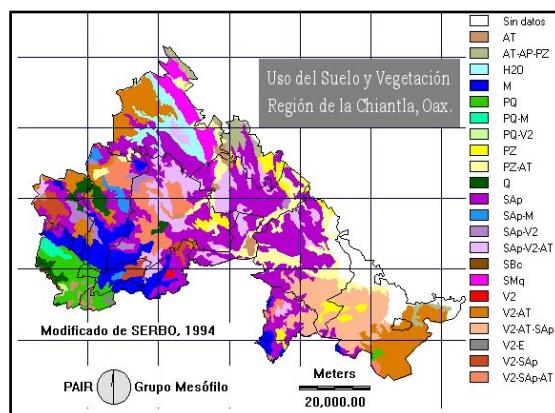 Uso del Suelo y Vegetación
Región de la Chiantla, Oax.
Sin datos
AT
AT-AP-PZ
H2O
M
PQ
PQ-M
PQ-V2
PZ
PZ-AT
Q
SAp
SAp-M
SAp-V2
SAp-V2-AT
SBc
SMq
V2
V2-AT
V2-AT-SAp
V2-E
V2-SAp
V2-SAp-AT
Modificado de SERBO, 1994
PAIR Grupo Mesófilo
Meters
20,000.00